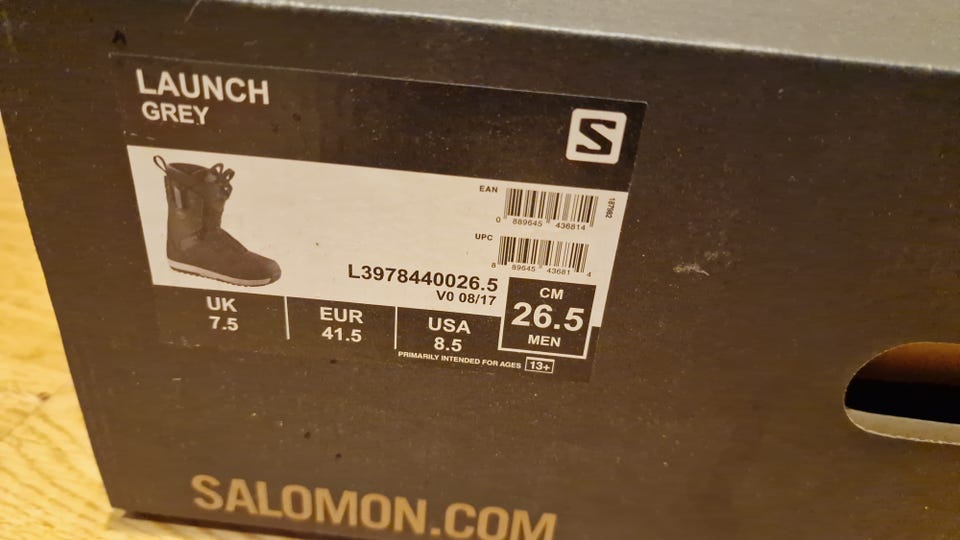 LAUNCH
GREY
S
EAN
0 889645 436814
187982
UPC
8 89645 43681 4
L3978440026.5
V0 08/17
UK
7.5
EUR
41.5
USA
8.5
CM
26.5
MEN
PRIMARILY INTENDED FOR AGES 13+
SALOMON.COM